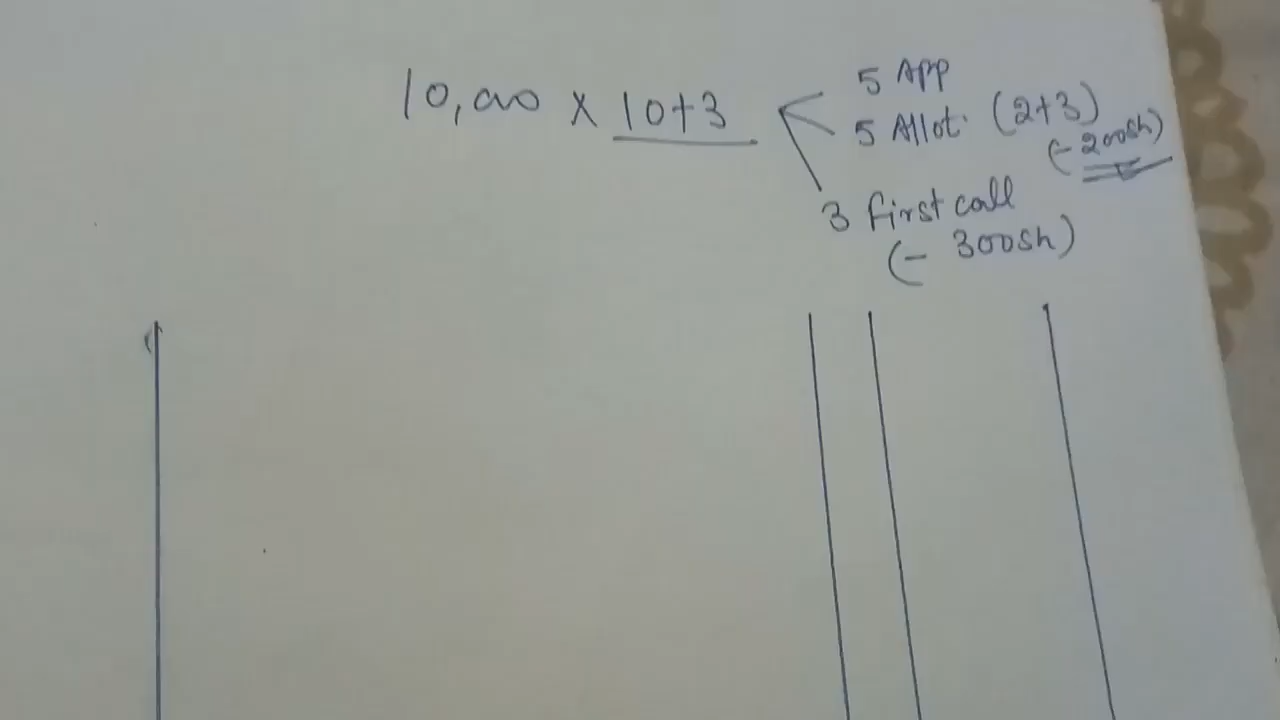 10,000 × 10+3
5 App
5 Allot. (2+3)
(- 200sh)
3 first call
(- 300sh)